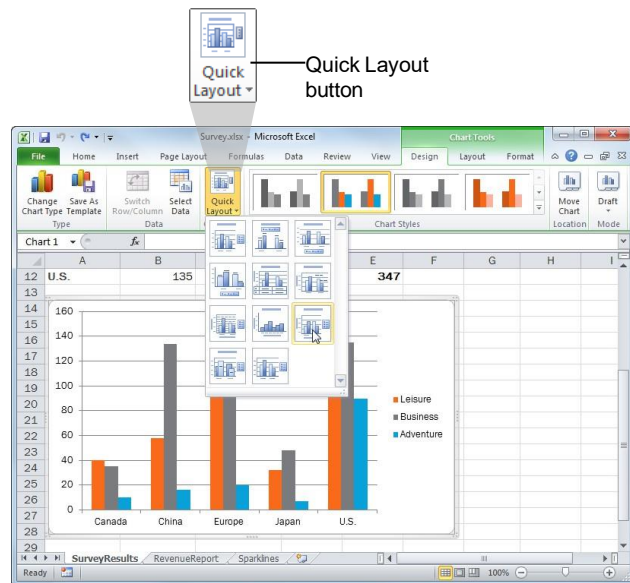 Quick
Layout
Quick Layout
button
Survey.xlsx - Microsoft Excel
Chart Tools
File Home Insert Page Layout Formulas Data Review View Design Layout Format
Change
Chart Type
Save As
Template
Switch
Row/Column
Select
Data
Quick
Layout
Move
Chart
Draft
Type Data Chart Styles Location Mode
Chart 1 fx
A B E F G H I
12 U.S. 135 347
13
14
15
16
17
18
19
20
21
22
23
24
25
26
27
28
29
160
140
120
100
80
60
40
20
0
Canada China Europe Japan U.S.
Leisure
Business
Adventure
SurveyResults RevenueReport Sparklines
Ready 100%